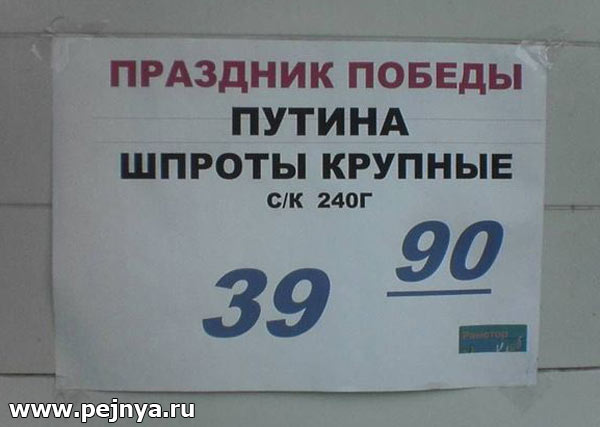 ПРАЗДНИК ПОБЕДЫ
ПУТИНА
ШПРОТЫ КРУПНЫЕ
С/К 240Г
39 90
www.pejnya.ru